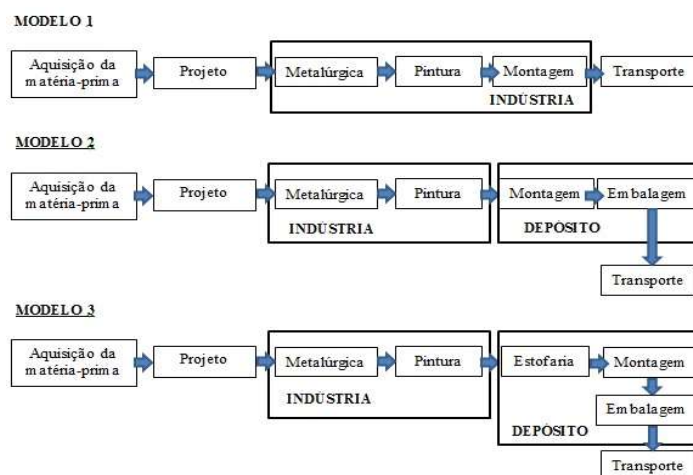 MODELO 1
Aquisição da
matéria-prima
Projeto
Metalúrgica
Pintura
Montagem
Transporte
INDÚSTRIA
MODELO 2
Aquisição da
matéria-prima
Projeto
Metalúrgica
Pintura
Montagem
Embalagem
INDÚSTRIA
DEPÓSITO
Transporte
MODELO 3
Aquisição da
matéria-prima
Projeto
Metalúrgica
Pintura
Estofaria
Montagem
INDÚSTRIA
Embalagem
DEPÓSITO
Transporte